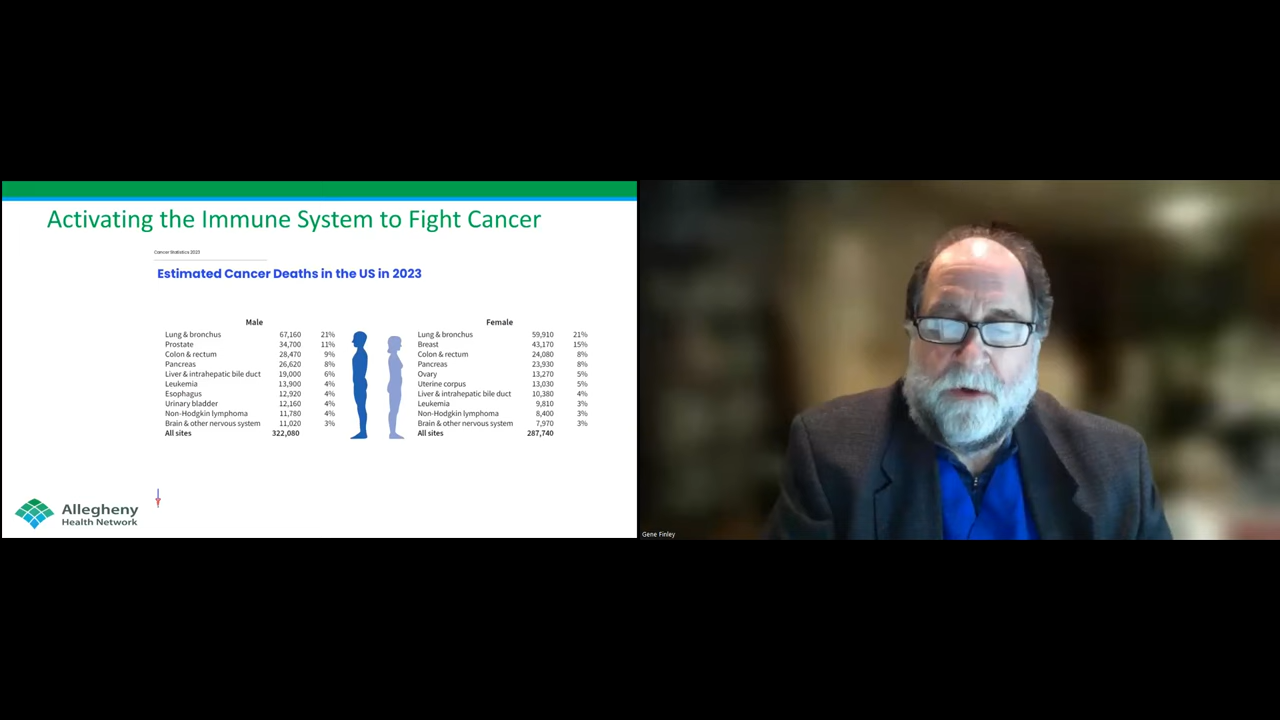 Activating the Immune System to Fight Cancer
Cancer Statistics 2023
Estimated Cancer Deaths in the US in 2023
Male
Lung & bronchus 67,160 21%
Prostate 34,700 11%
Colon & rectum 28,470 9%
Pancreas 26,620 8%
Liver & intrahepatic bile duct 19,000 6%
Leukemia 13,900 4%
Esophagus 12,920 4%
Urinary bladder 12,160 4%
Non-Hodgkin lymphoma 11,780 4%
Brain & other nervous system 11,020 3%
All sites 322,080
Female
Lung & bronchus 59,910 21%
Breast 43,170 15%
Colon & rectum 24,080 8%
Pancreas 23,930 8%
Ovary 13,270 5%
Uterine corpus 13,030 5%
Liver & intrahepatic bile duct 10,380 4%
Leukemia 9,810 3%
Non-Hodgkin lymphoma 8,400 3%
Brain & other nervous system 7,970 3%
All sites 287,740
Allegheny
Health Network
Gene Finley